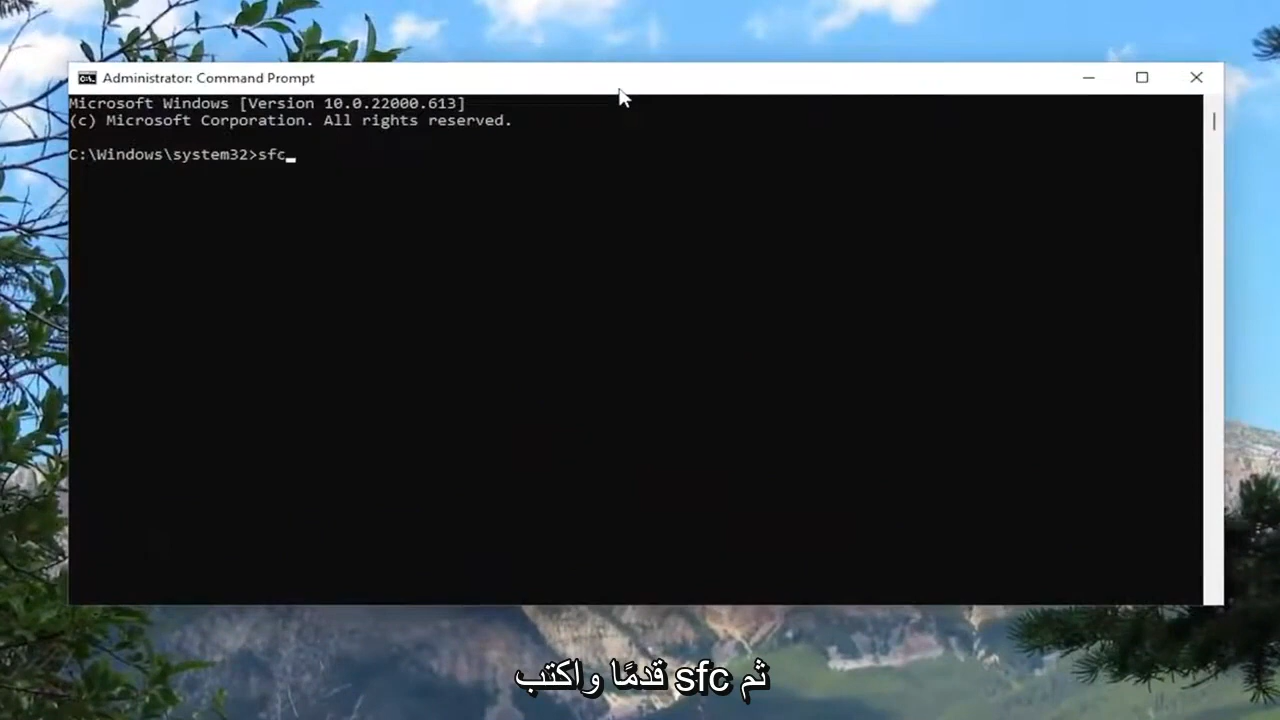 Administrator: Command Prompt
Microsoft Windows [Version 10.0.22000.613]
(c) Microsoft Corporation. All rights reserved.
C:\Windows\system32>sfc
قدمًا واكتب sfc ثم